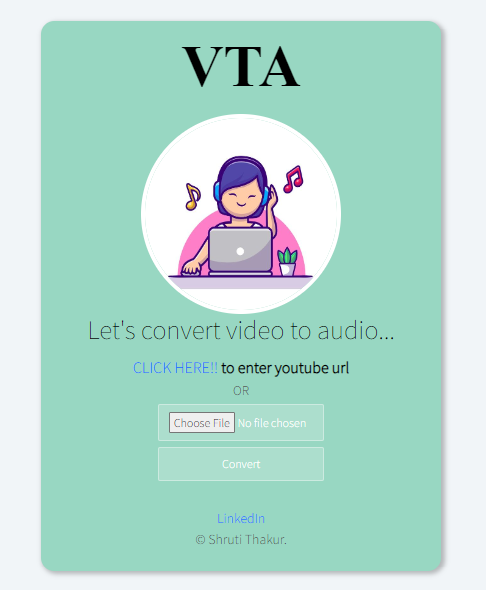 VTA
Let's convert video to audio...
CLICK HERE!! to enter youtube url
OR
Choose File No file chosen
Convert
LinkedIn
© Shruti Thakur.